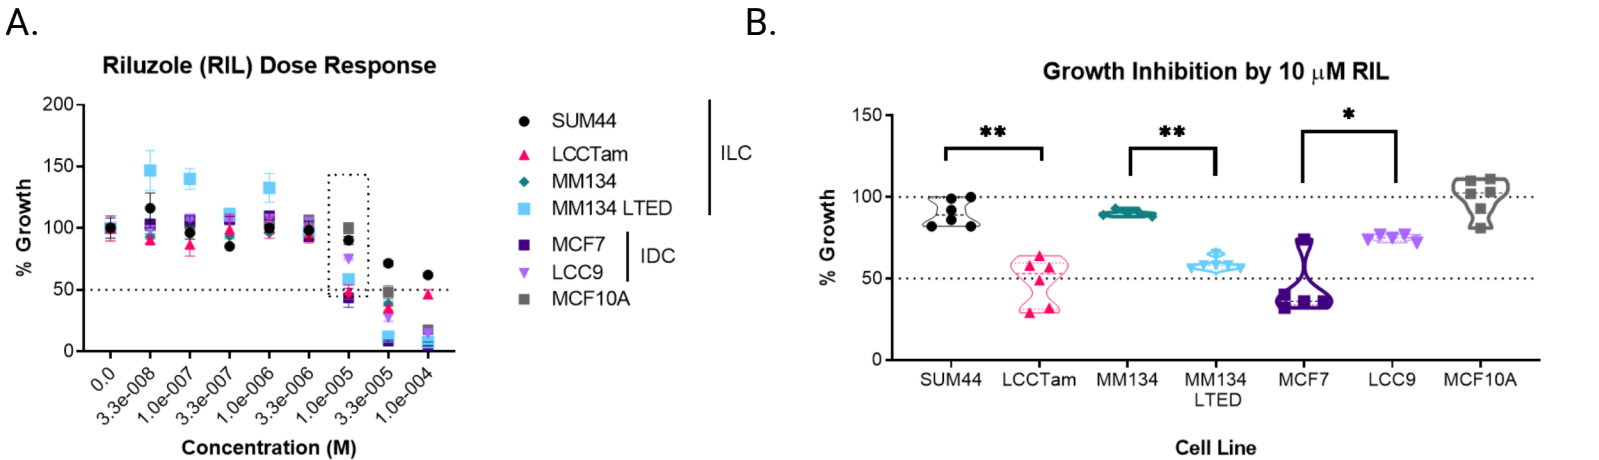 A.
Riluzole (RIL) Dose Response
% Growth
200
150
100
50
0
0.0
3.3e-008
1.0e-007
3.3e-007
1.0e-006
3.3e-006
1.0e-005
3.3e-005
1.0e-004
Concentration (M)
SUM44
LCCTam
MM134
MM134 LTED
ILC
MCF7
LCC9
IDC
MCF10A
B.
Growth Inhibition by 10 μM RIL
% Growth
150
100
50
0
**
**
*
SUM44
LCCTam
MM134
MM134
LTED
MCF7
LCC9
MCF10A
Cell Line